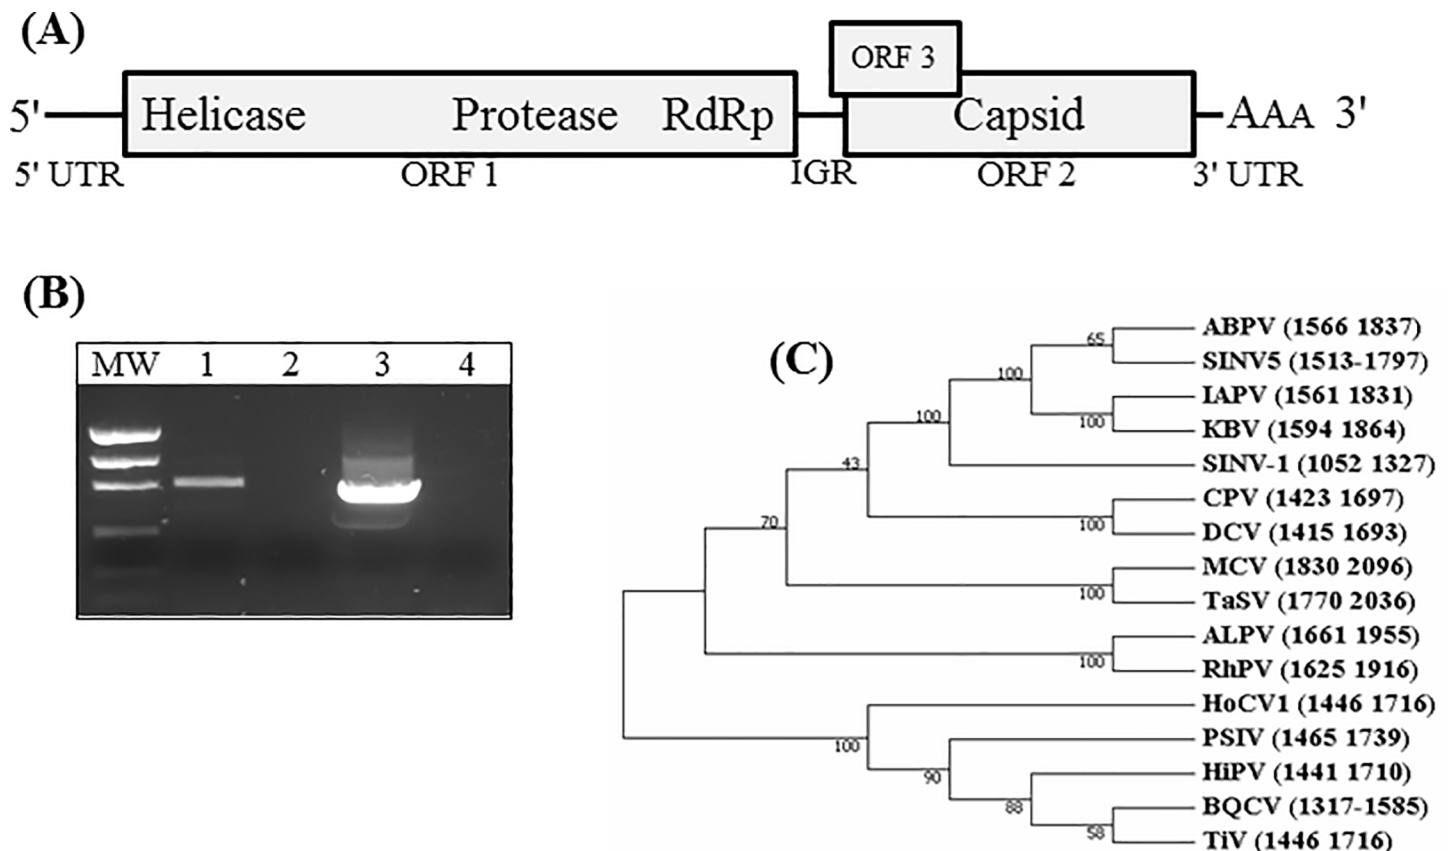 (A)
ORF 3
5' Helicase Protease RdRp Capsid AAA 3'
5' UTR ORF 1 IGR ORF 2 3' UTR
(B)
MW 1 2 3 4
(C)
ABPV (1566 1837)
65
SINV5 (1513-1797)
100
IAPV (1561 1831)
100
100
KBV (1594 1864)
43
SINV-1 (1052 1327)
CPV (1423 1697)
70
100
DCV (1415 1693)
MCV (1830 2096)
100
TaSV (1770 2036)
ALPV (1661 1955)
100
RhPV (1625 1916)
HoCV1 (1446 1716)
100
PSIV (1465 1739)
90
HiPV (1441 1710)
88
BQCV (1317-1585)
58
TiV (1446 1716)